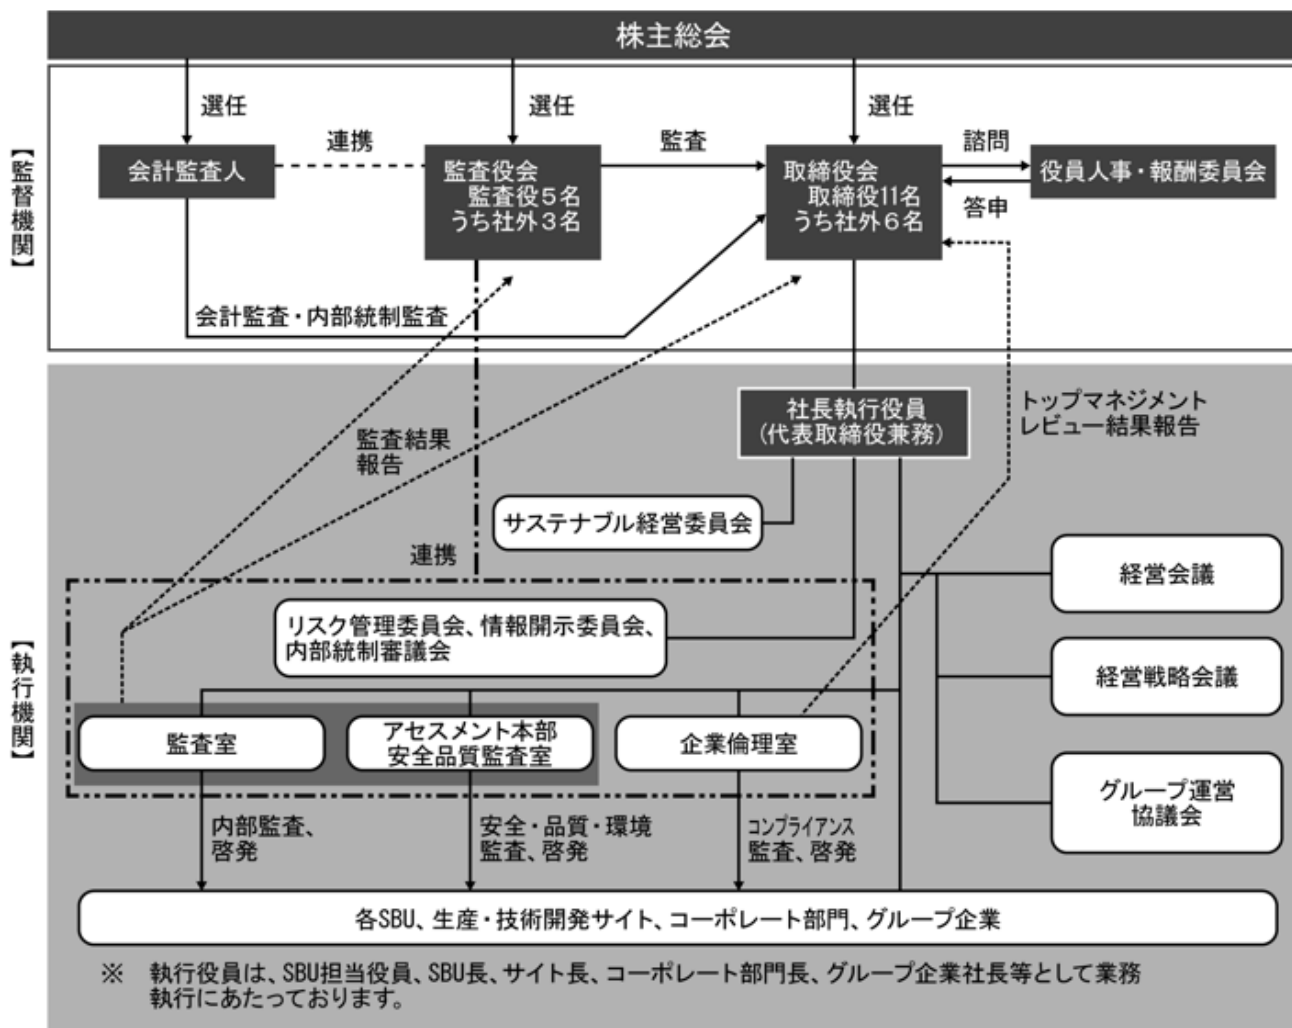 株主総会
【監督機関】
選任
選任
選任
会計監査人
連携
監査役会
監査役5名
うち社外3名
監査
取締役会
取締役11名
うち社外6名
諮問
答申
役員人事・報酬委員会
会計監査・内部統制監査
【執行機関】
社長執行役員
(代表取締役兼務)
トップマネジメント
レビュー結果報告
監査結果
報告
サステナブル経営委員会
連携
経営会議
リスク管理委員会、情報開示委員会、
内部統制審議会
経営戦略会議
監査室
アセスメント本部
安全品質監査室
企業倫理室
グループ運営
協議会
内部監査、
啓発
安全・品質・環境
監査、啓発
コンプライアンス
監査、啓発
各SBU、生産・技術開発サイト、コーポレート部門、グループ企業
※ 執行役員は、SBU担当役員、SBU長、サイト長、コーポレート部門長、グループ企業社長等として業務
執行にあたっております。